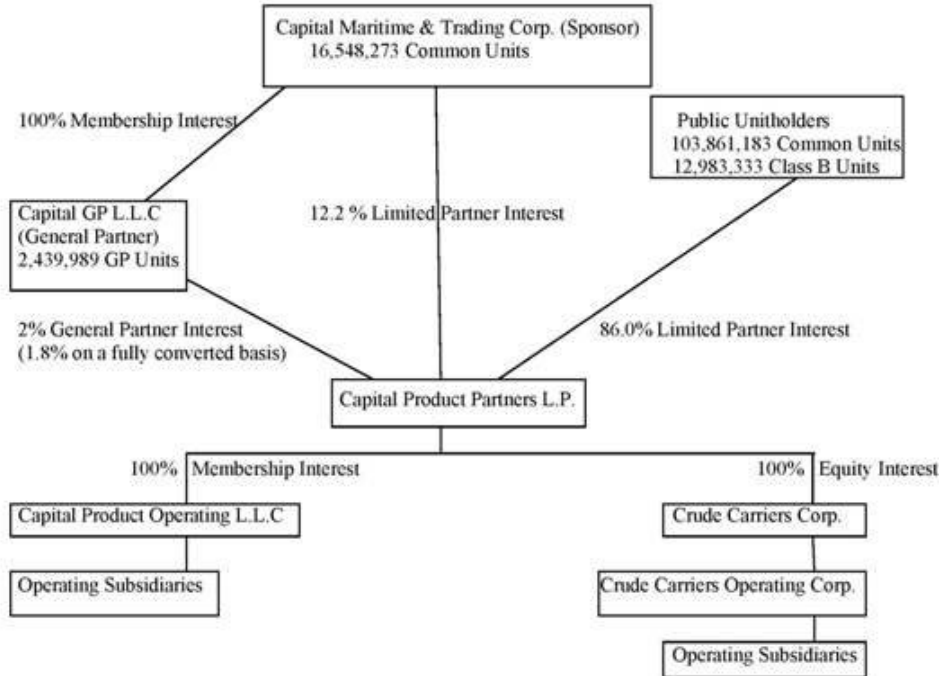 Capital Maritime & Trading Corp. (Sponsor)
16,548,273 Common Units
100% Membership Interest
Public Unitholders
103,861,183 Common Units
12,983,333 Class B Units
Capital GP L.L.C
(General Partner)
2,439,989 GP Units
12.2 % Limited Partner Interest
2% General Partner Interest
(1.8% on a fully converted basis)
86.0% Limited Partner Interest
Capital Product Partners L.P.
100% Membership Interest
100% Equity Interest
Capital Product Operating L.L.C
Crude Carriers Corp.
Operating Subsidiaries
Crude Carriers Operating Corp.
Operating Subsidiaries